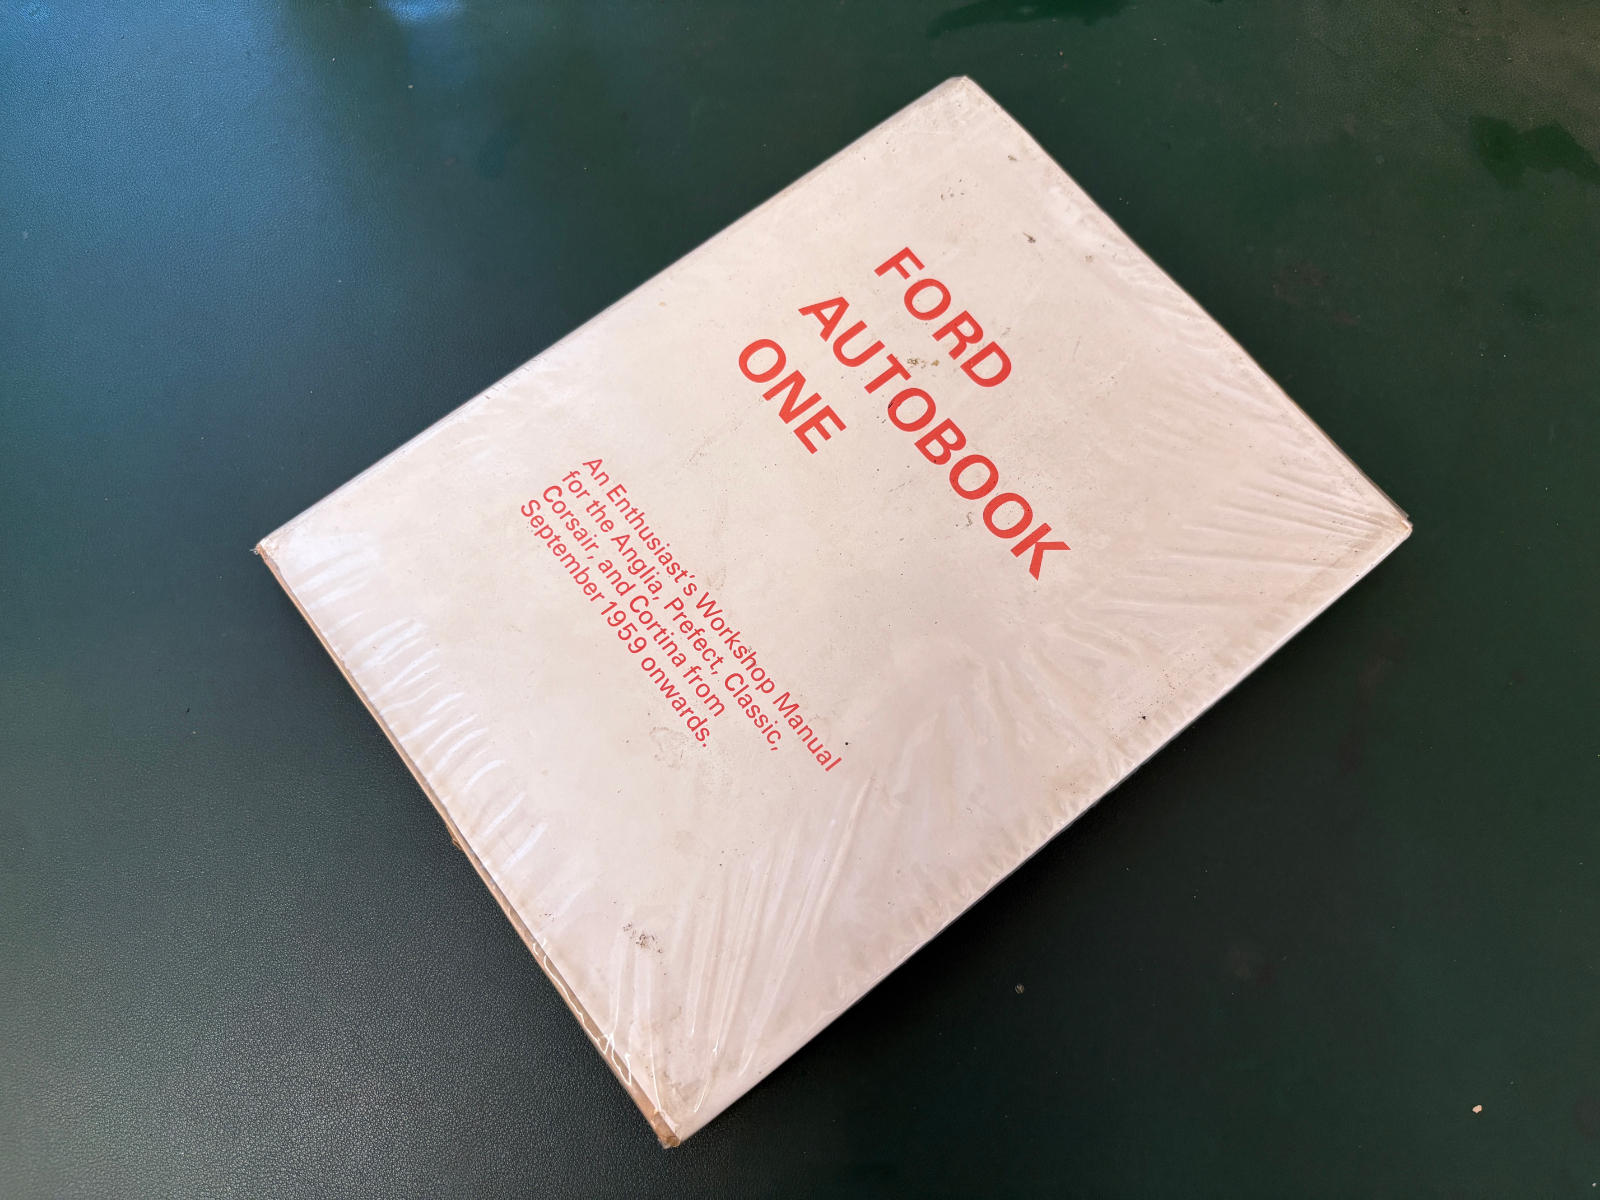 FORD
AUTOBOOK
ONE
An Enthusiast's Workshop Manual
for the Anglia, Prefect, Classic,
Corsair, and Cortina from
September 1959 onwards.